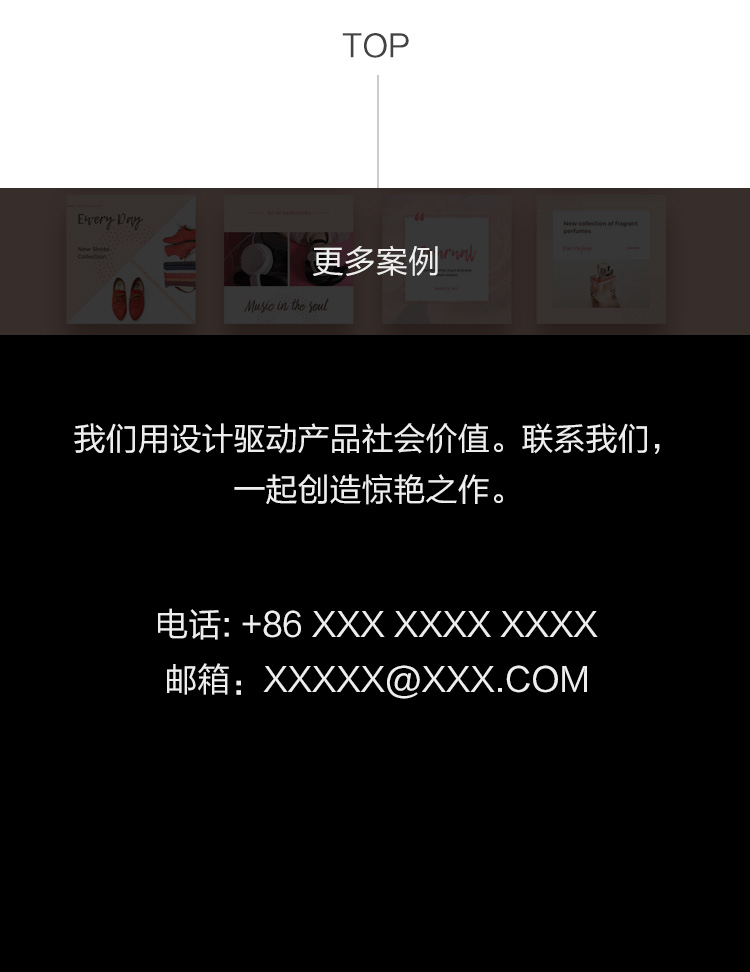 TOP
Every Day
New Shoes
Collection
更多案例
Music in the soul
New collection of fragrant
perfumes
我们用设计驱动产品社会价值。联系我们，
一起创造惊艳之作。
电话: +86 XXX XXXX XXXX
邮箱：XXXXX@XXX.COM